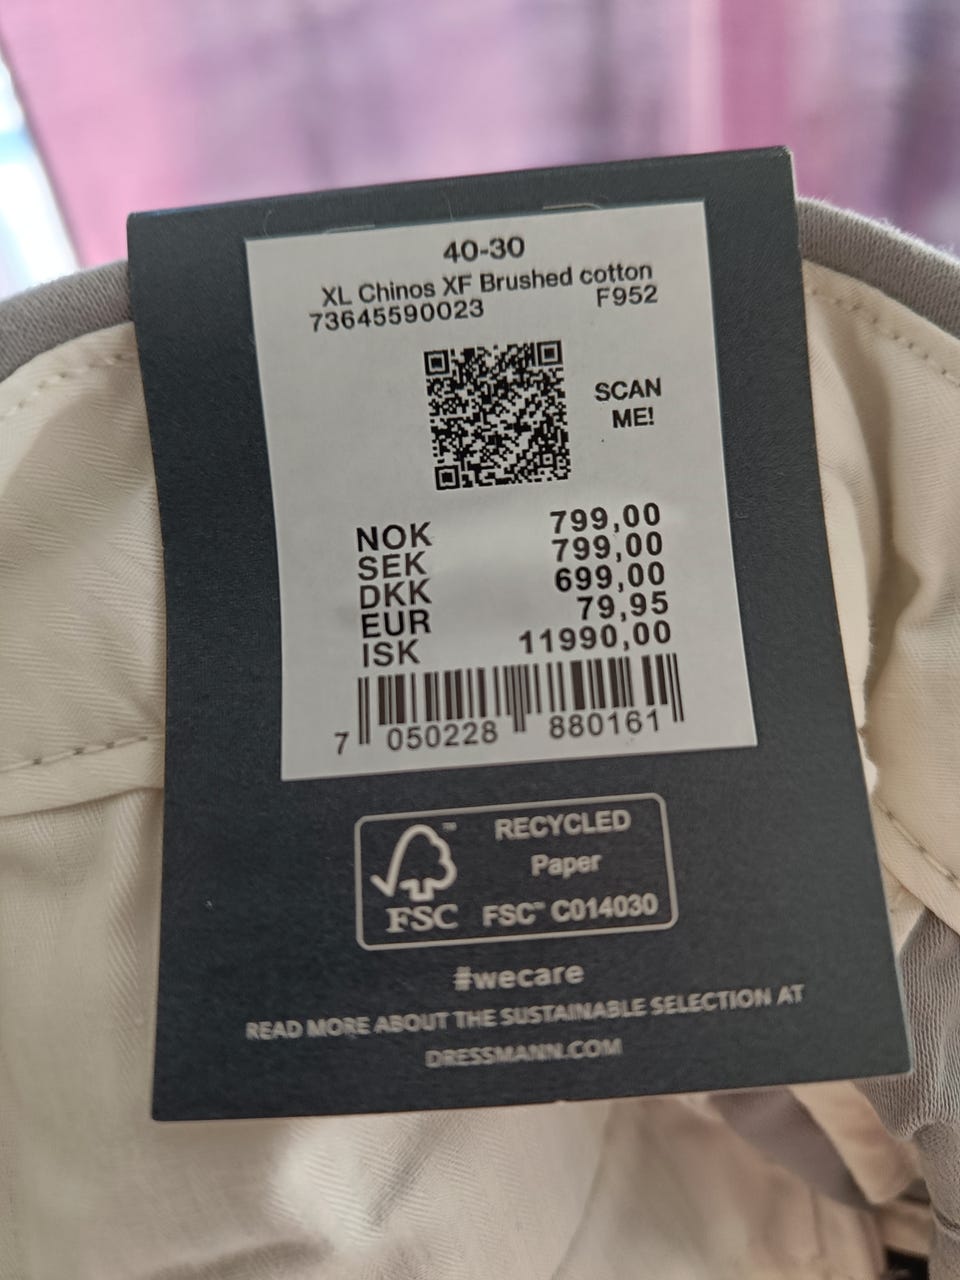 40-30
XL Chinos XF Brushed cotton
73645590023 F952
SCAN
ME!
NOK 799,00
SEK 799,00
DKK 699,00
EUR 79,95
ISK 11990,00
7 050228 880161
RECYCLED
Paper
FSC™ C014030
™
FSC
#wecare
READ MORE ABOUT THE SUSTAINABLE SELECTION AT
DRESSMANN.COM